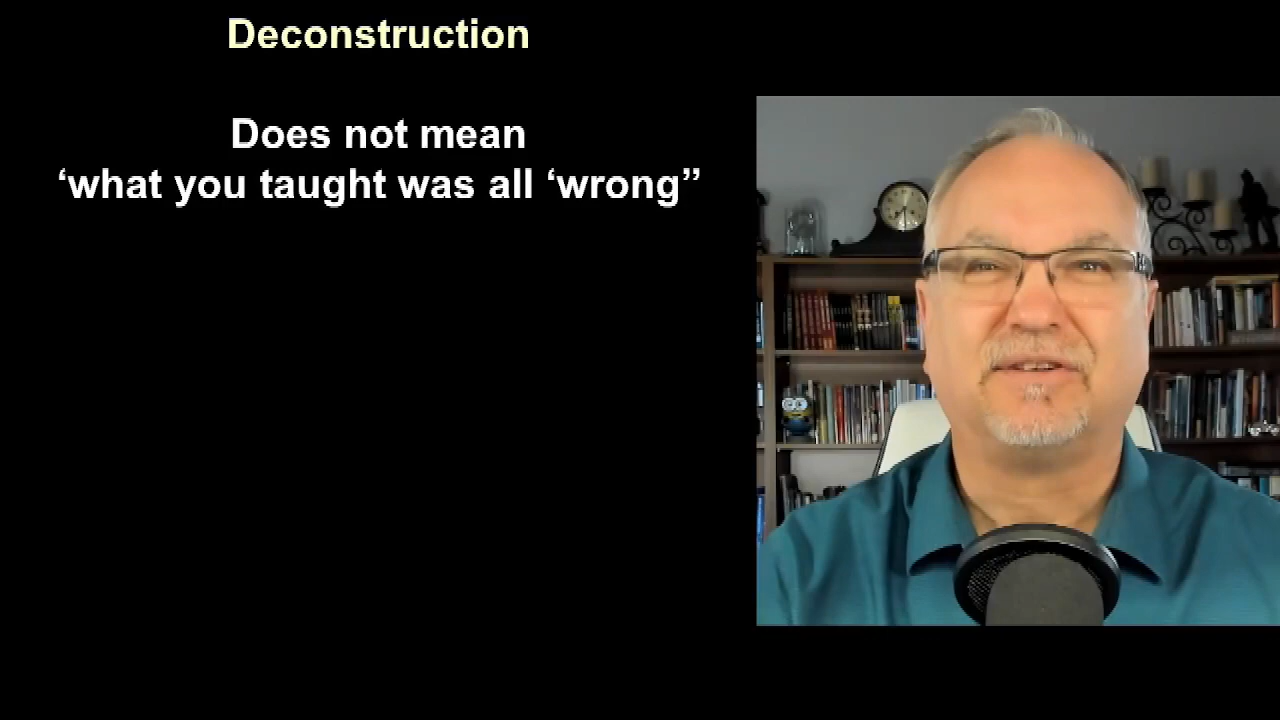 Deconstruction
Does not mean
‘what you taught was all ‘wrong”